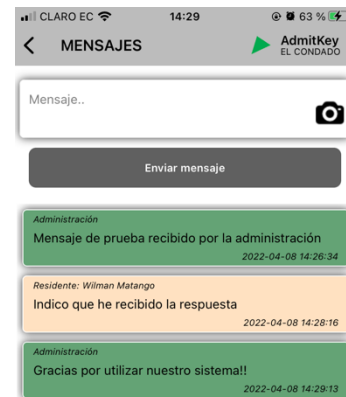 CLARO EC 14:29 63 %
MENSAJES AdmitKey
EL CONDADO
Mensaje..
Enviar mensaje
Administración
Mensaje de prueba recibido por la administración
2022-04-08 14:26:34
Residente: Wilman Matango
Indico que he recibido la respuesta
2022-04-08 14:28:16
Administración
Gracias por utilizar nuestro sistema!!
2022-04-08 14:29:13